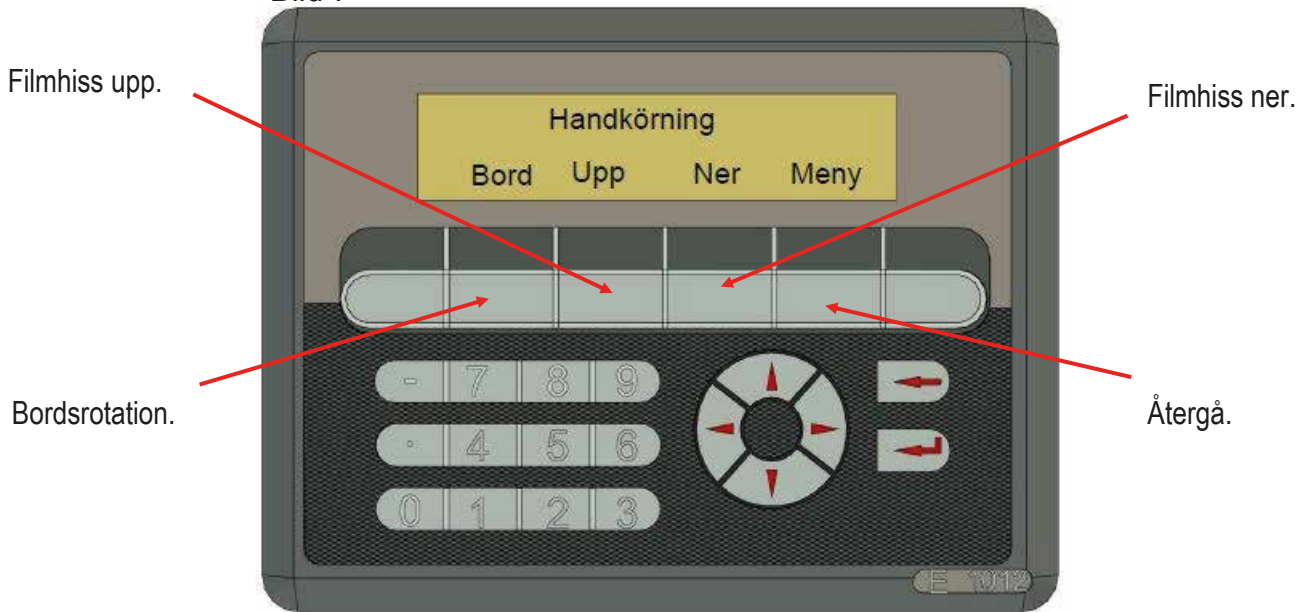 Filmhiss upp.
Filmhiss ner.
Handkörning
Bord Upp Ner Meny
Bordsrotation.
Återgå.
- 7 8 9
. 4 5 6
0 1 2 3
E 1012